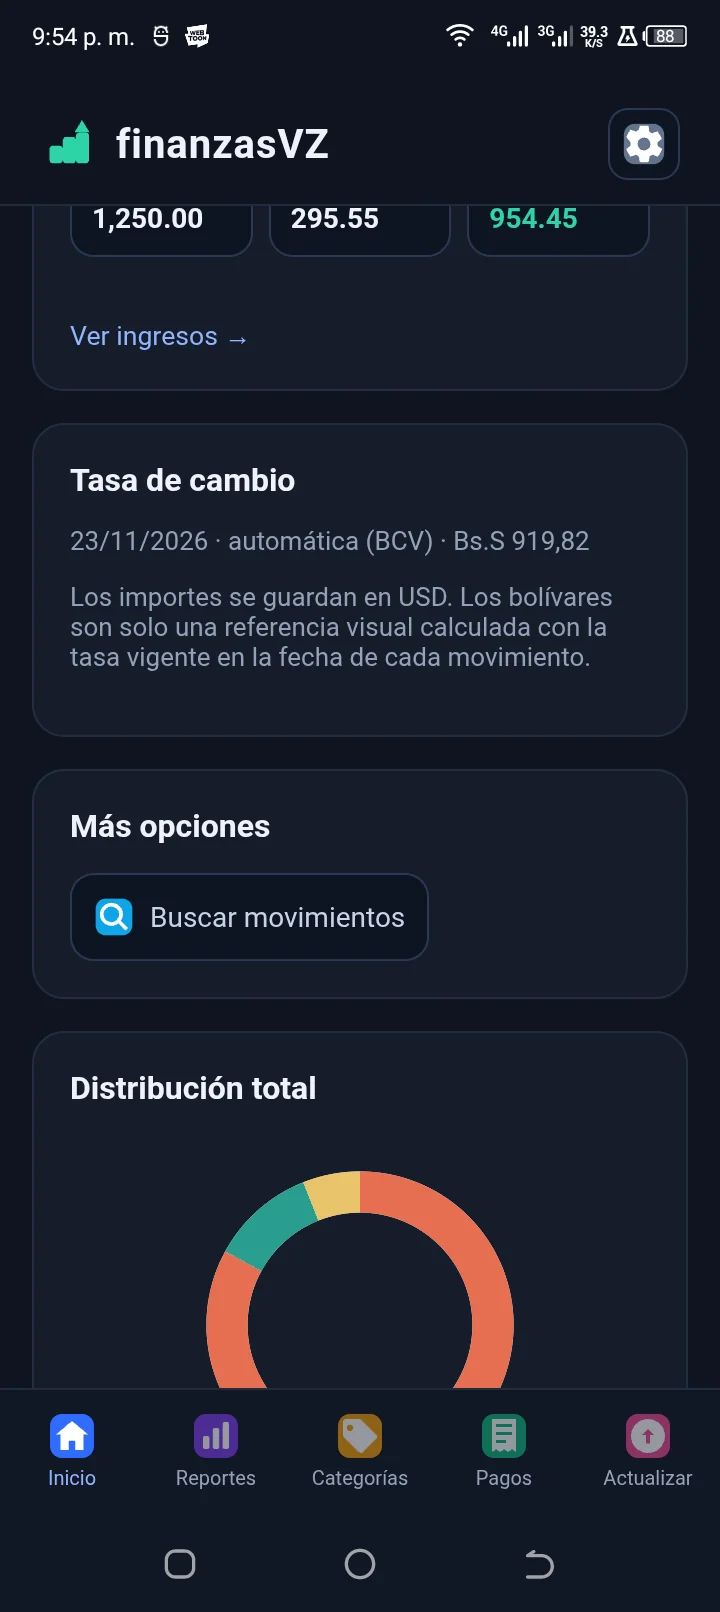 9:54 p. m.
WEB TOON
4G
3G
39.3
K/S
88
finanzasVZ
1,250.00
295.55
954.45
Ver ingresos →
Tasa de cambio
23/11/2026 · automática (BCV) · Bs.S 919,82
Los importes se guardan en USD. Los bolívares
son solo una referencia visual calculada con la
tasa vigente en la fecha de cada movimiento.
Más opciones
Buscar movimientos
Distribución total
Inicio
Reportes
Categorías
Pagos
Actualizar